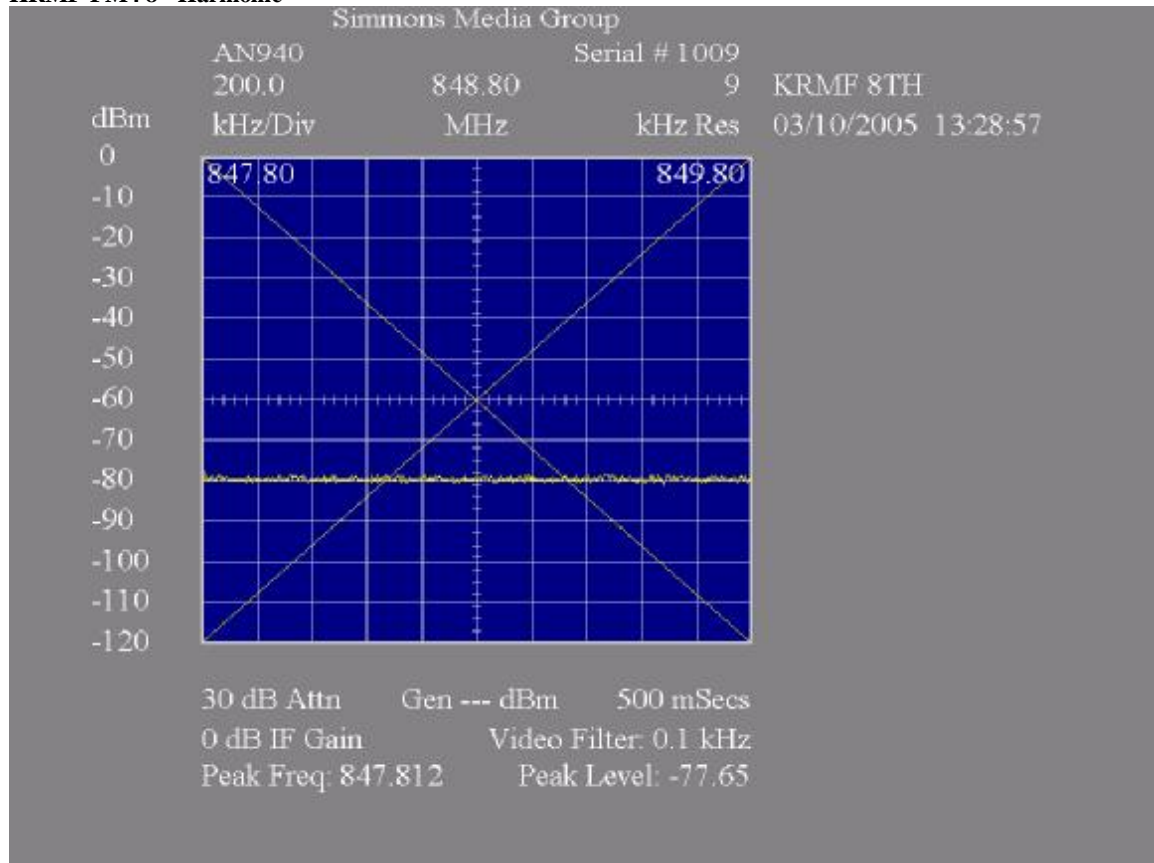 Simmons Media Group
AN940 Serial # 1009
200.0 848.80 9 KRMF 8TH
dBm kHz/Div MHz kHz Res 03/10/2005 13:28:57
0
847.80 849.80
-10
-20
-30
-40
-50
-60
-70
-80
-90
-100
-110
-120
30 dB Attn Gen --- dBm 500 mSecs
0 dB IF Gain Video Filter: 0.1 kHz
Peak Freq: 847.812 Peak Level: -77.65